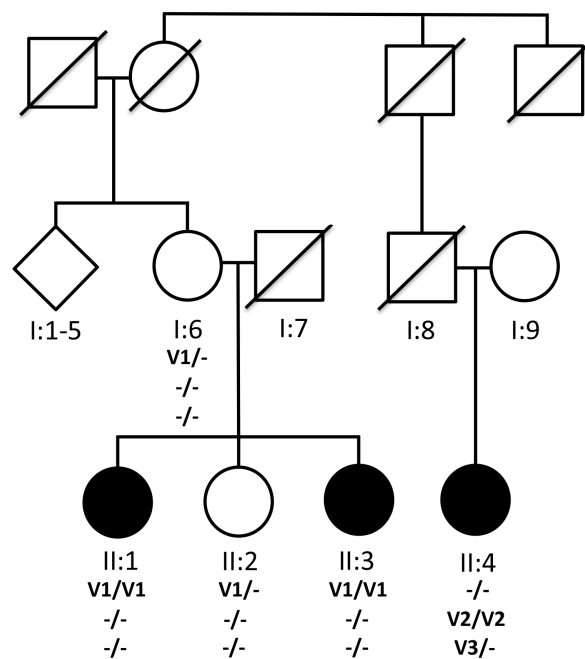 I:1-5 I:6 I:7 I:8 I:9
V1/-
-/-
-/-
II:1 II:2 II:3 II:4
V1/V1 V1/- V1/V1 -/-
-/- -/- -/- V2/V2
-/- -/- -/- V3/-